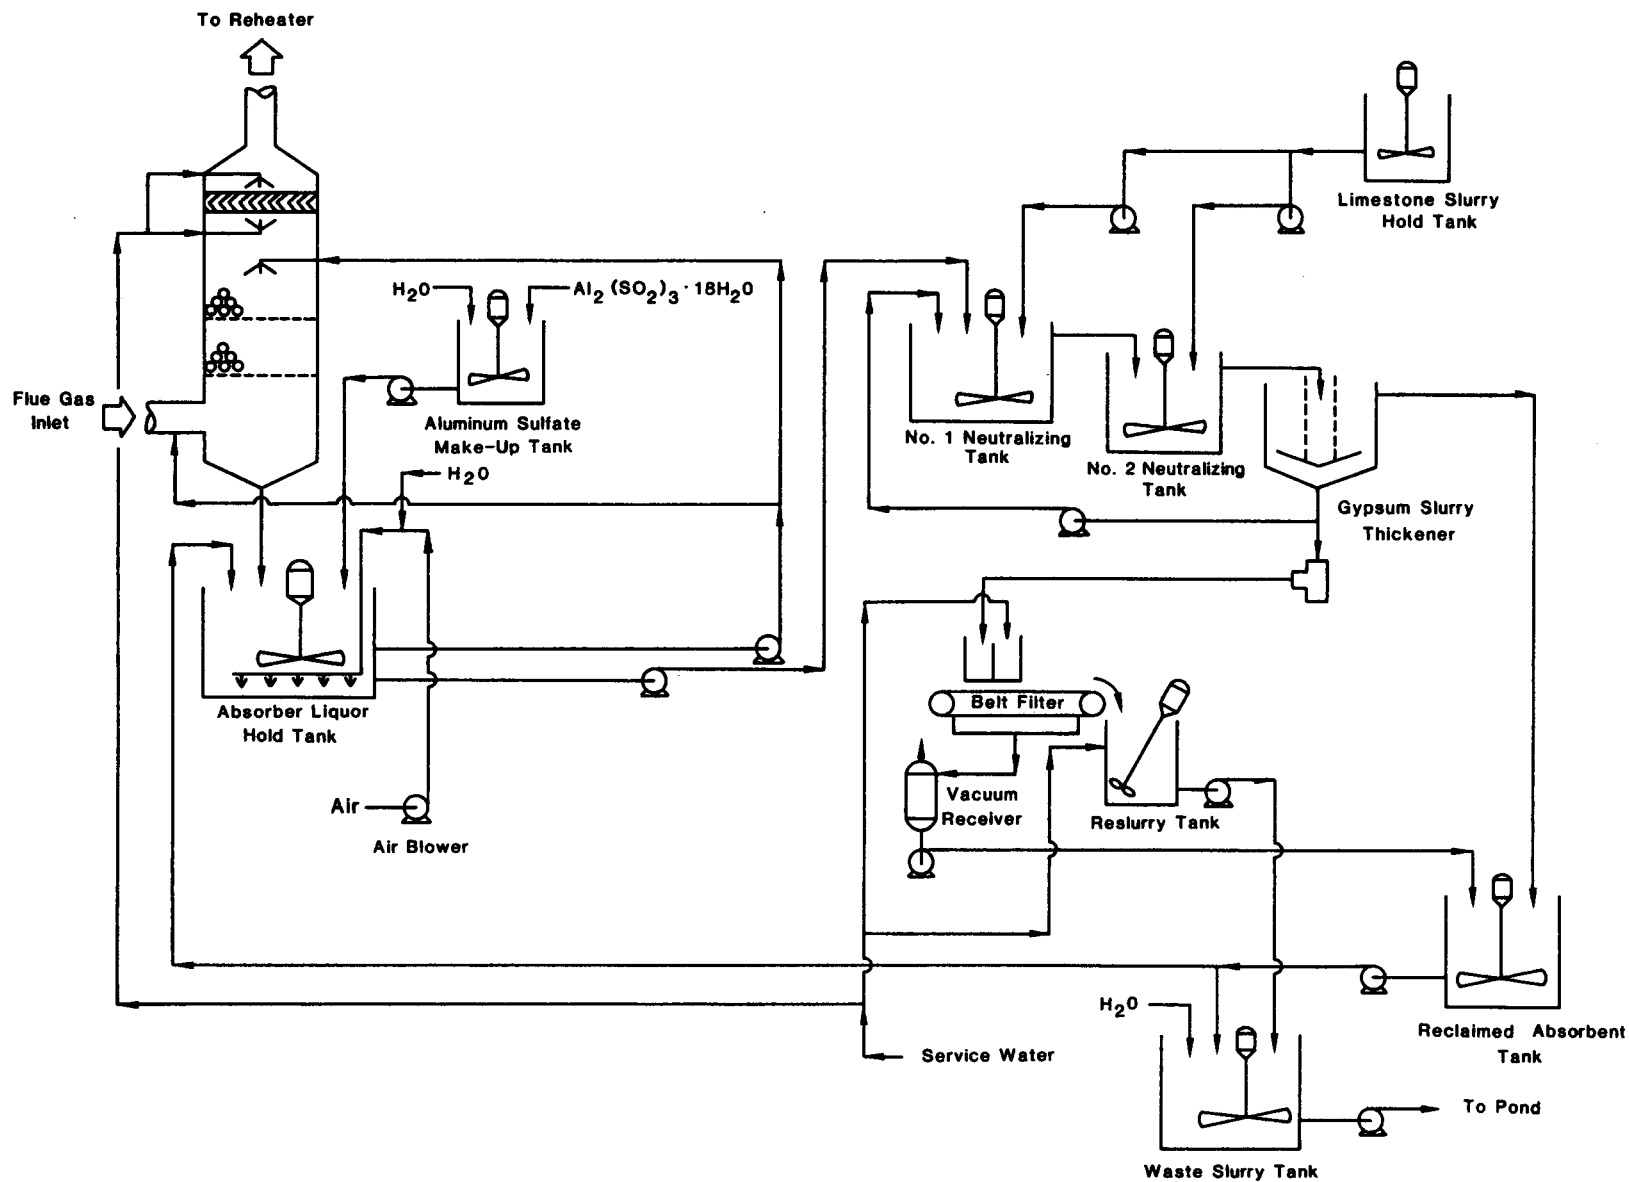 To Reheater
Limestone Slurry
Hold Tank
H2O
Al2 (SO2)3 · 18H2O
Flue Gas
Inlet
Aluminum Sulfate
Make-Up Tank
No. 1 Neutralizing
Tank
No. 2 Neutralizing
Tank
H2O
Gypsum Slurry
Thickener
Absorber Liquor
Hold Tank
Belt Filter
Air
Air Blower
Vacuum
Receiver
Reslurry Tank
H2O
Service Water
Reclaimed Absorbent
Tank
To Pond
Waste Slurry Tank